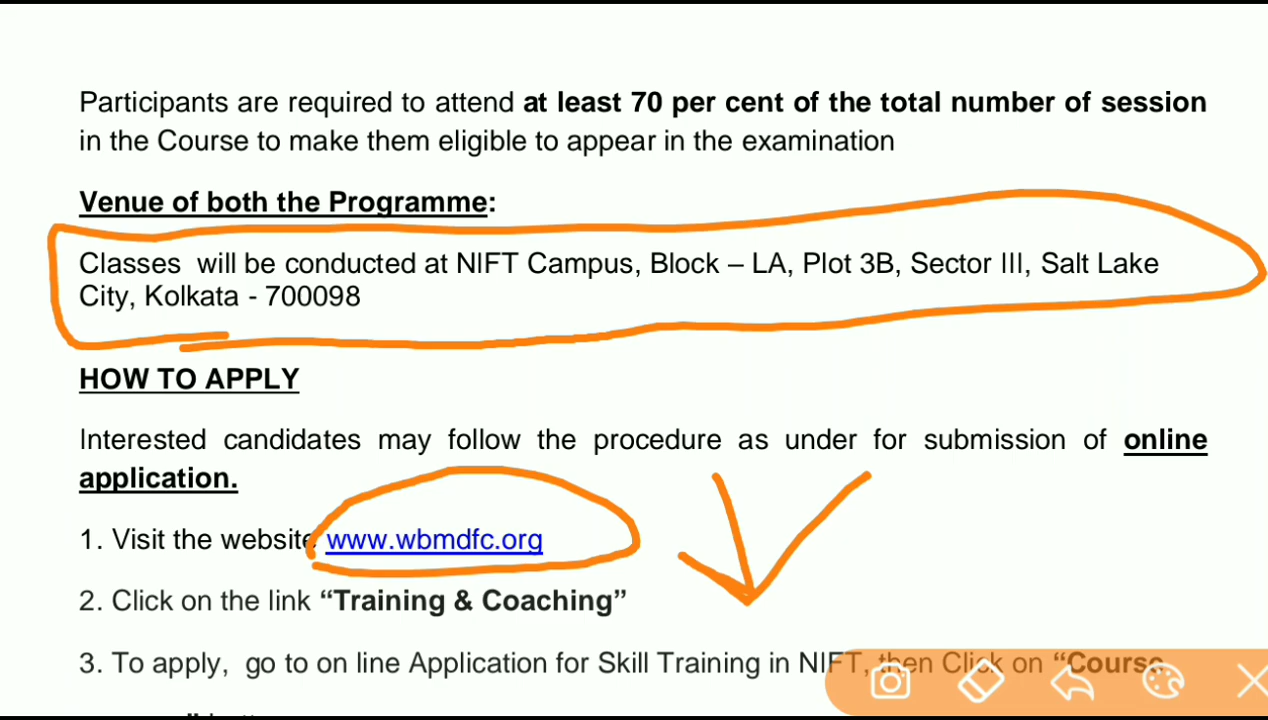 Participants are required to attend at least 70 per cent of the total number of session
in the Course to make them eligible to appear in the examination
Venue of both the Programme:
Classes will be conducted at NIFT Campus, Block – LA, Plot 3B, Sector III, Salt Lake
City, Kolkata - 700098
HOW TO APPLY
Interested candidates may follow the procedure as under for submission of online
application.
1. Visit the website www.wbmdfc.org
2. Click on the link “Training & Coaching”
3. To apply, go to on line Application for Skill Training in NIFT, then Click on “Course